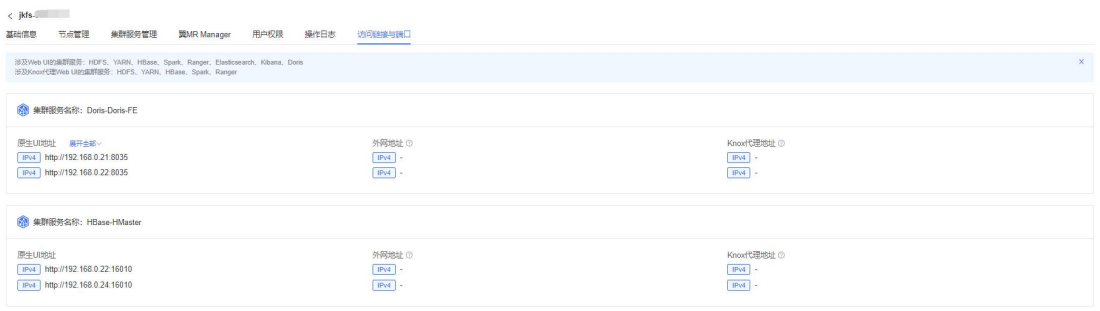 < jkfs-
基础信息 节点管理 集群服务管理 翼MR Manager 用户权限 操作日志 访问链接与端口
涉及Web UI的集群服务：HDFS、YARN、HBase、Spark、Ranger、Elasticsearch、Kibana、Doris
涉及Knox代理Web UI的集群服务：HDFS、YARN、HBase、Spark、Ranger
集群服务名称：Doris-Doris-FE
原生UI地址 展开全部 外网地址 Knox代理地址
IPv4 http://192.168.0.21:8035 IPv4 - IPv4 -
IPv4 http://192.168.0.22:8035 IPv4 - IPv4 -
集群服务名称：HBase-HMaster
原生UI地址 外网地址 Knox代理地址
IPv4 http://192.168.0.22:16010 IPv4 - IPv4 -
IPv4 http://192.168.0.24:16010 IPv4 - IPv4 -